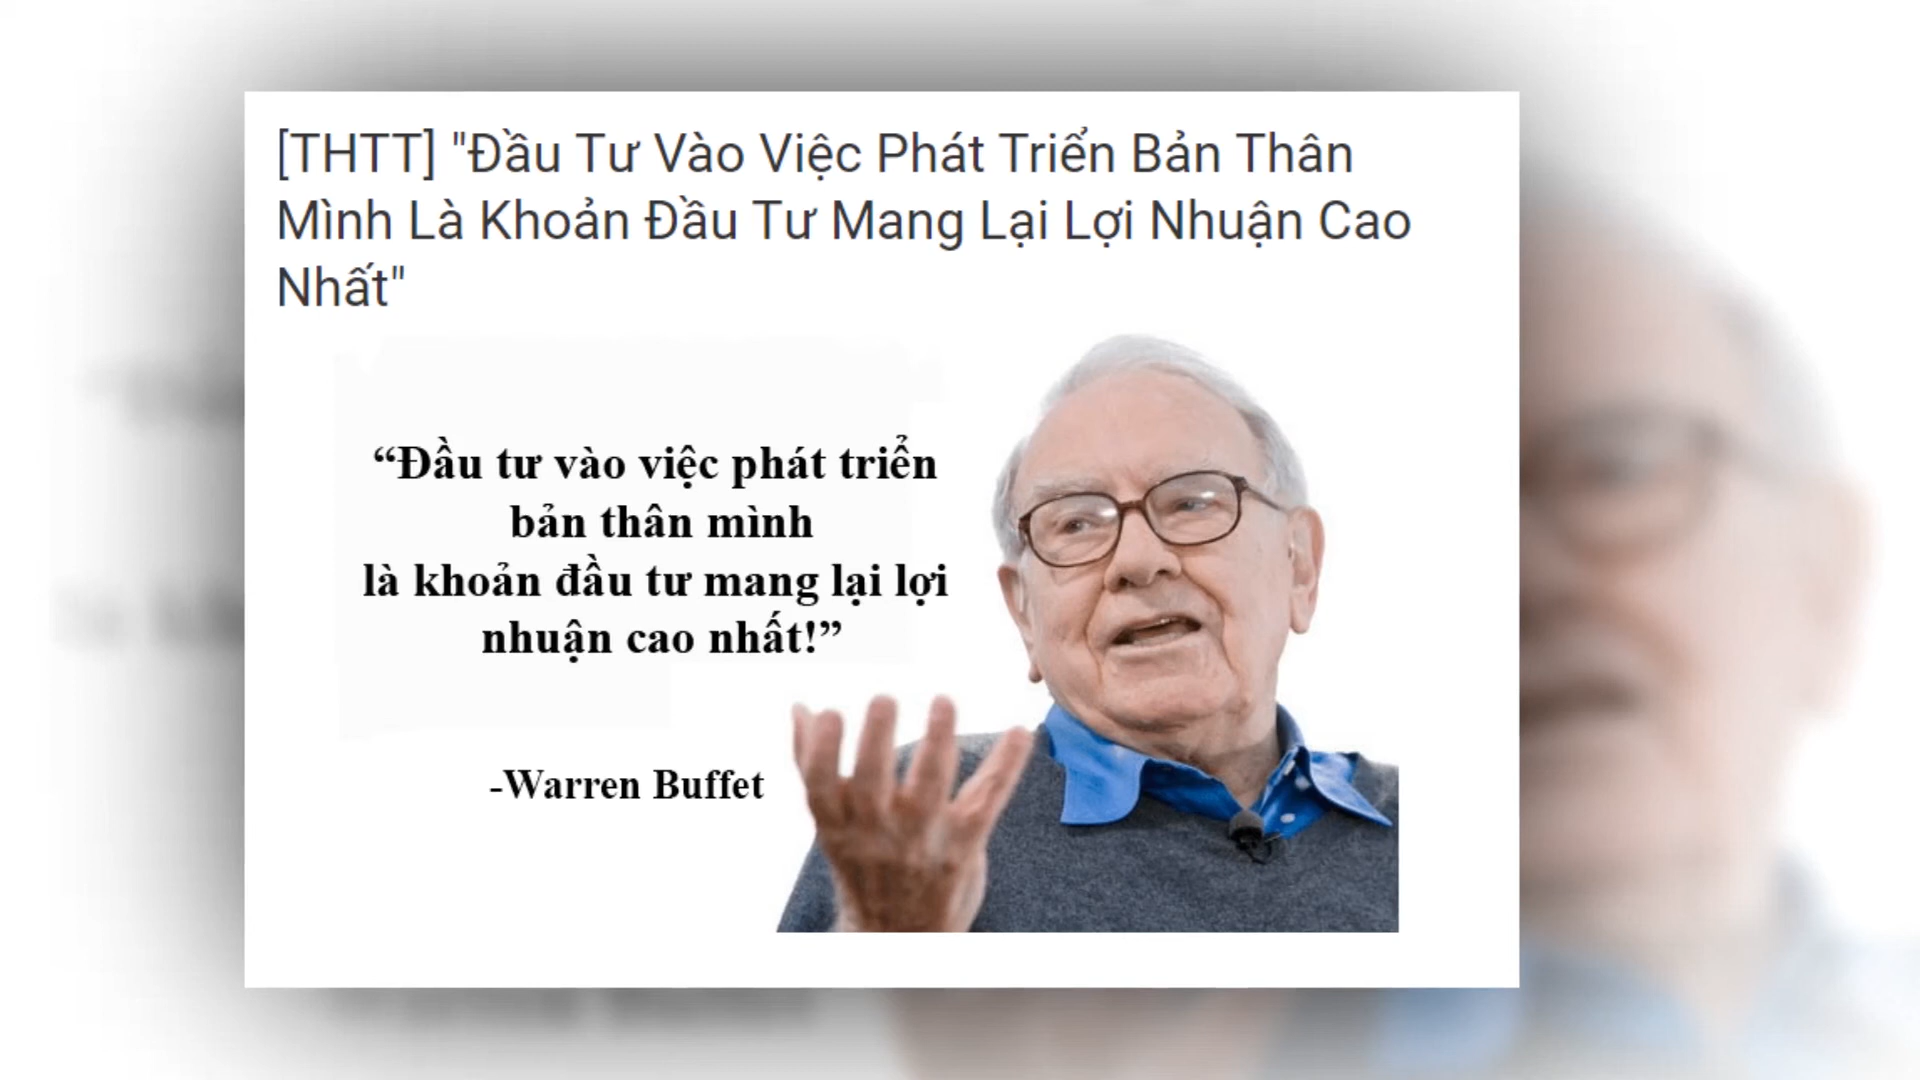 [THTT] "Đầu Tư Vào Việc Phát Triển Bản Thân
Mình Là Khoản Đầu Tư Mang Lại Lợi Nhuận Cao
Nhất"
“Đầu tư vào việc phát triển
bản thân mình
là khoản đầu tư mang lại lợi
nhuận cao nhất!”
-Warren Buffet